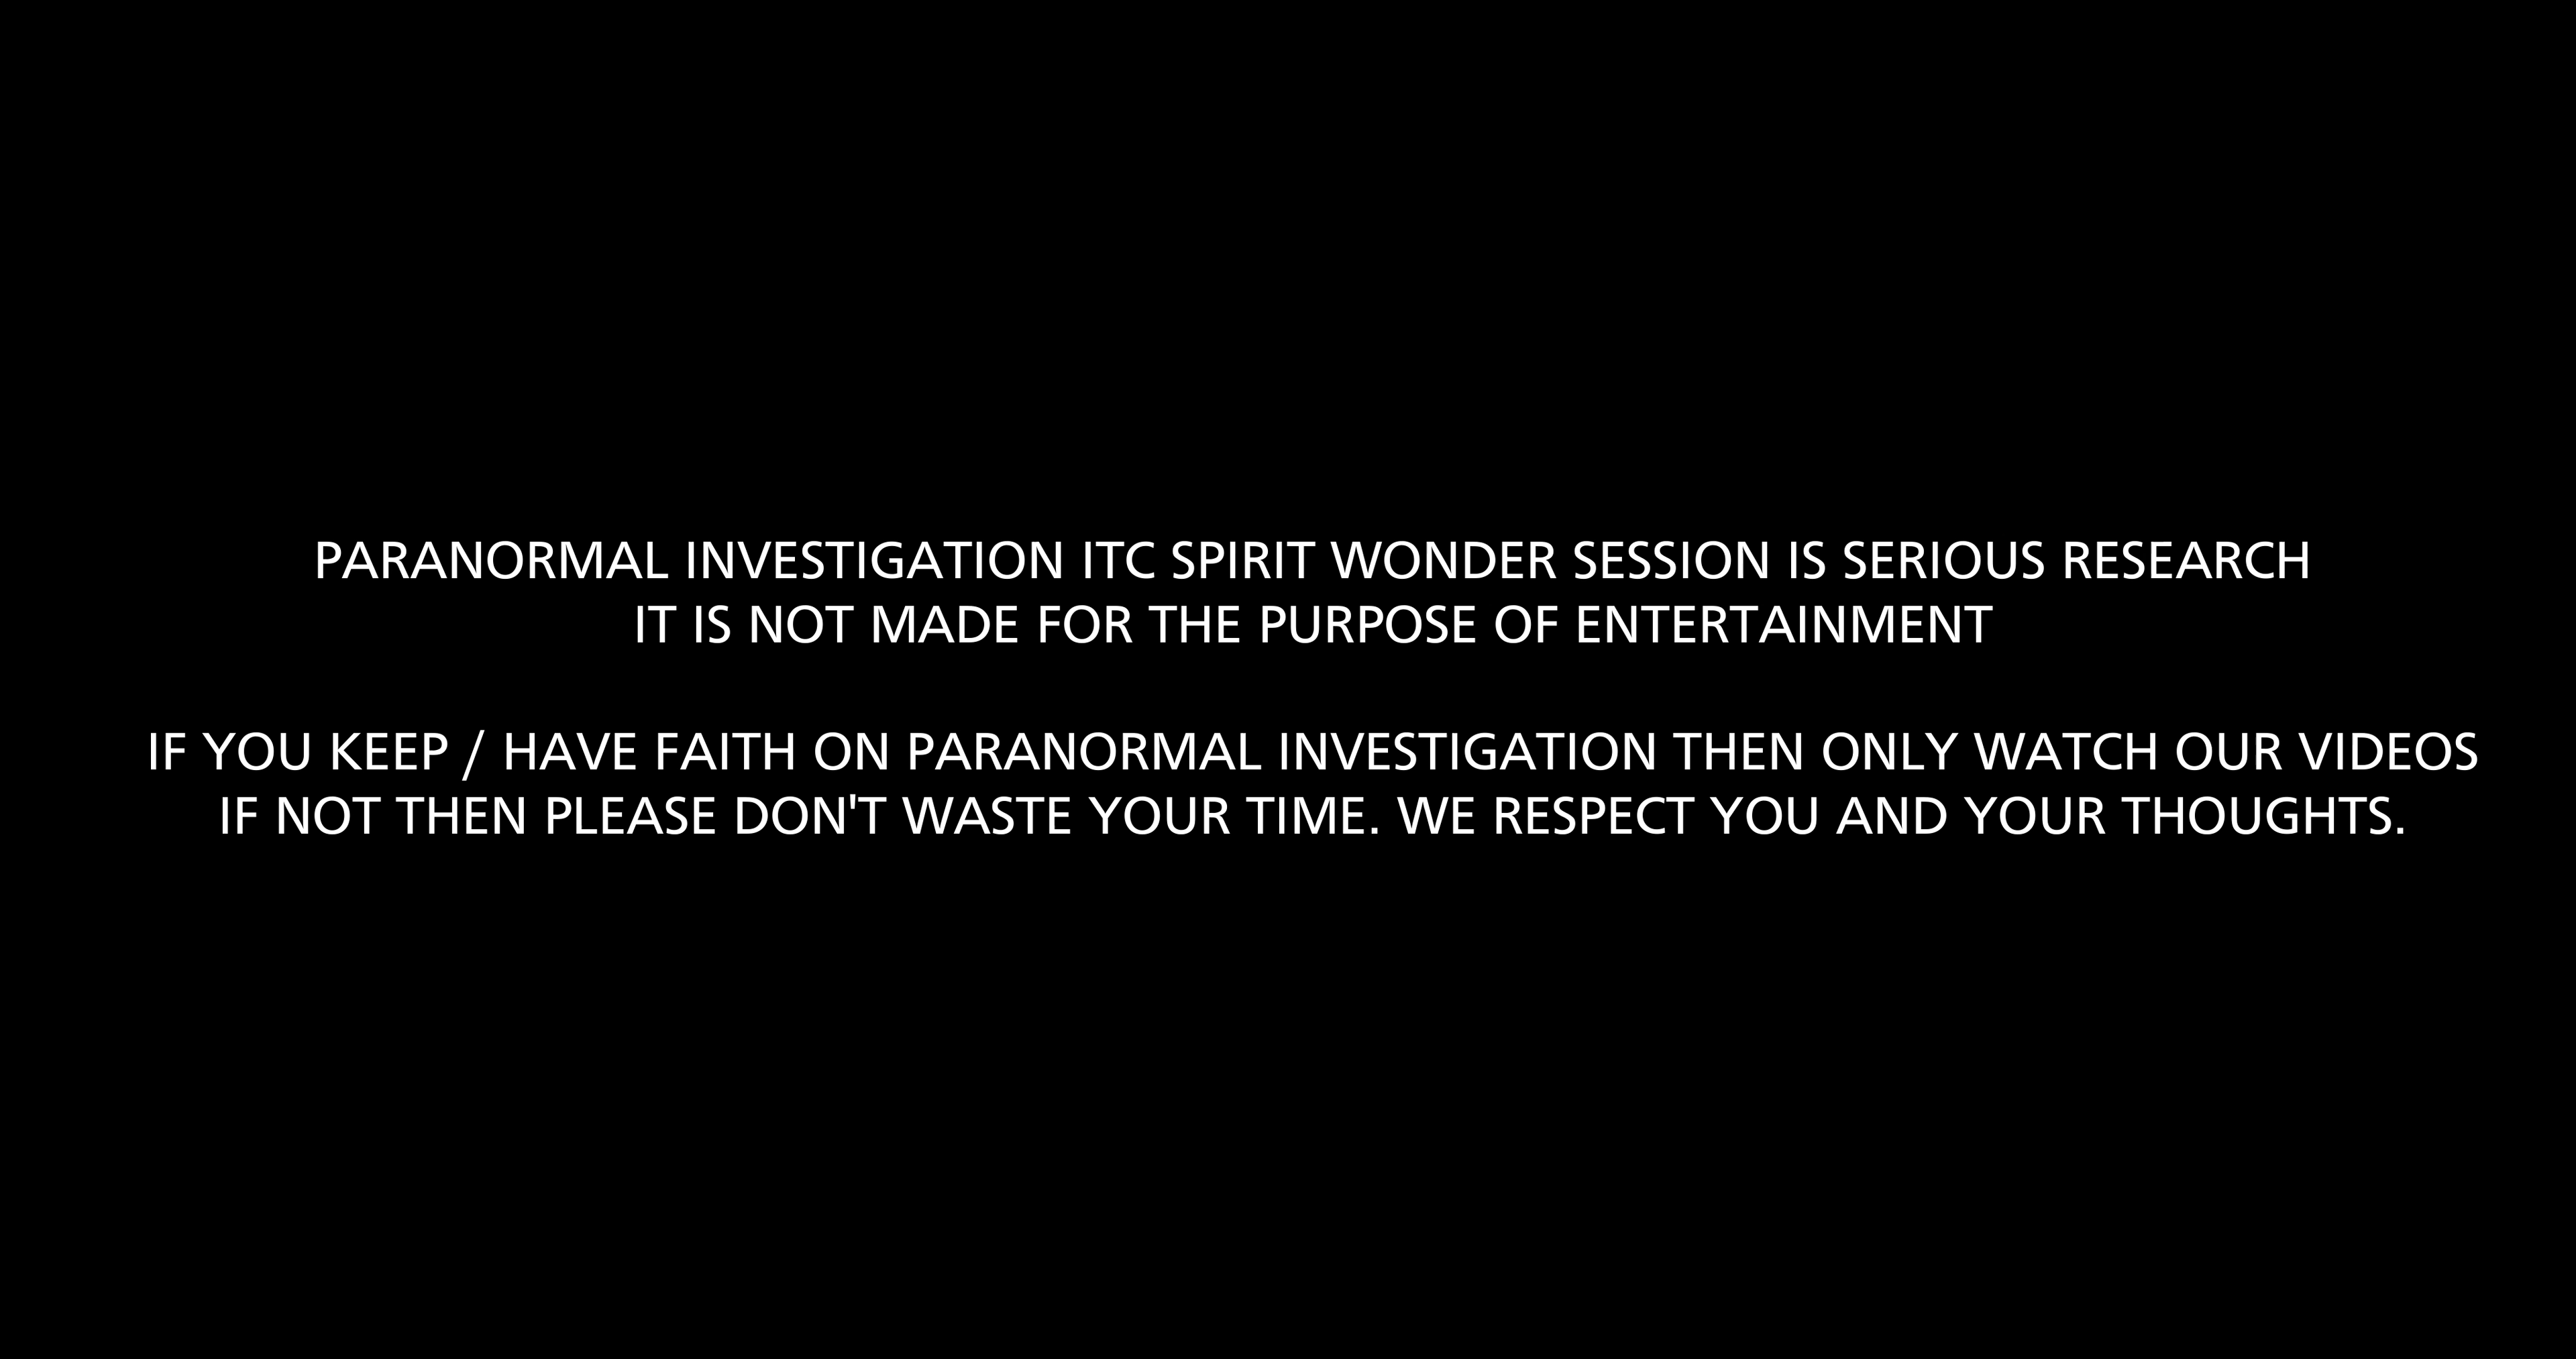 PARANORMAL INVESTIGATION ITC SPIRIT WONDER SESSION IS SERIOUS RESEARCH
IT IS NOT MADE FOR THE PURPOSE OF ENTERTAINMENT
IF YOU KEEP / HAVE FAITH ON PARANORMAL INVESTIGATION THEN ONLY WATCH OUR VIDEOS
IF NOT THEN PLEASE DON'T WASTE YOUR TIME. WE RESPECT YOU AND YOUR THOUGHTS.